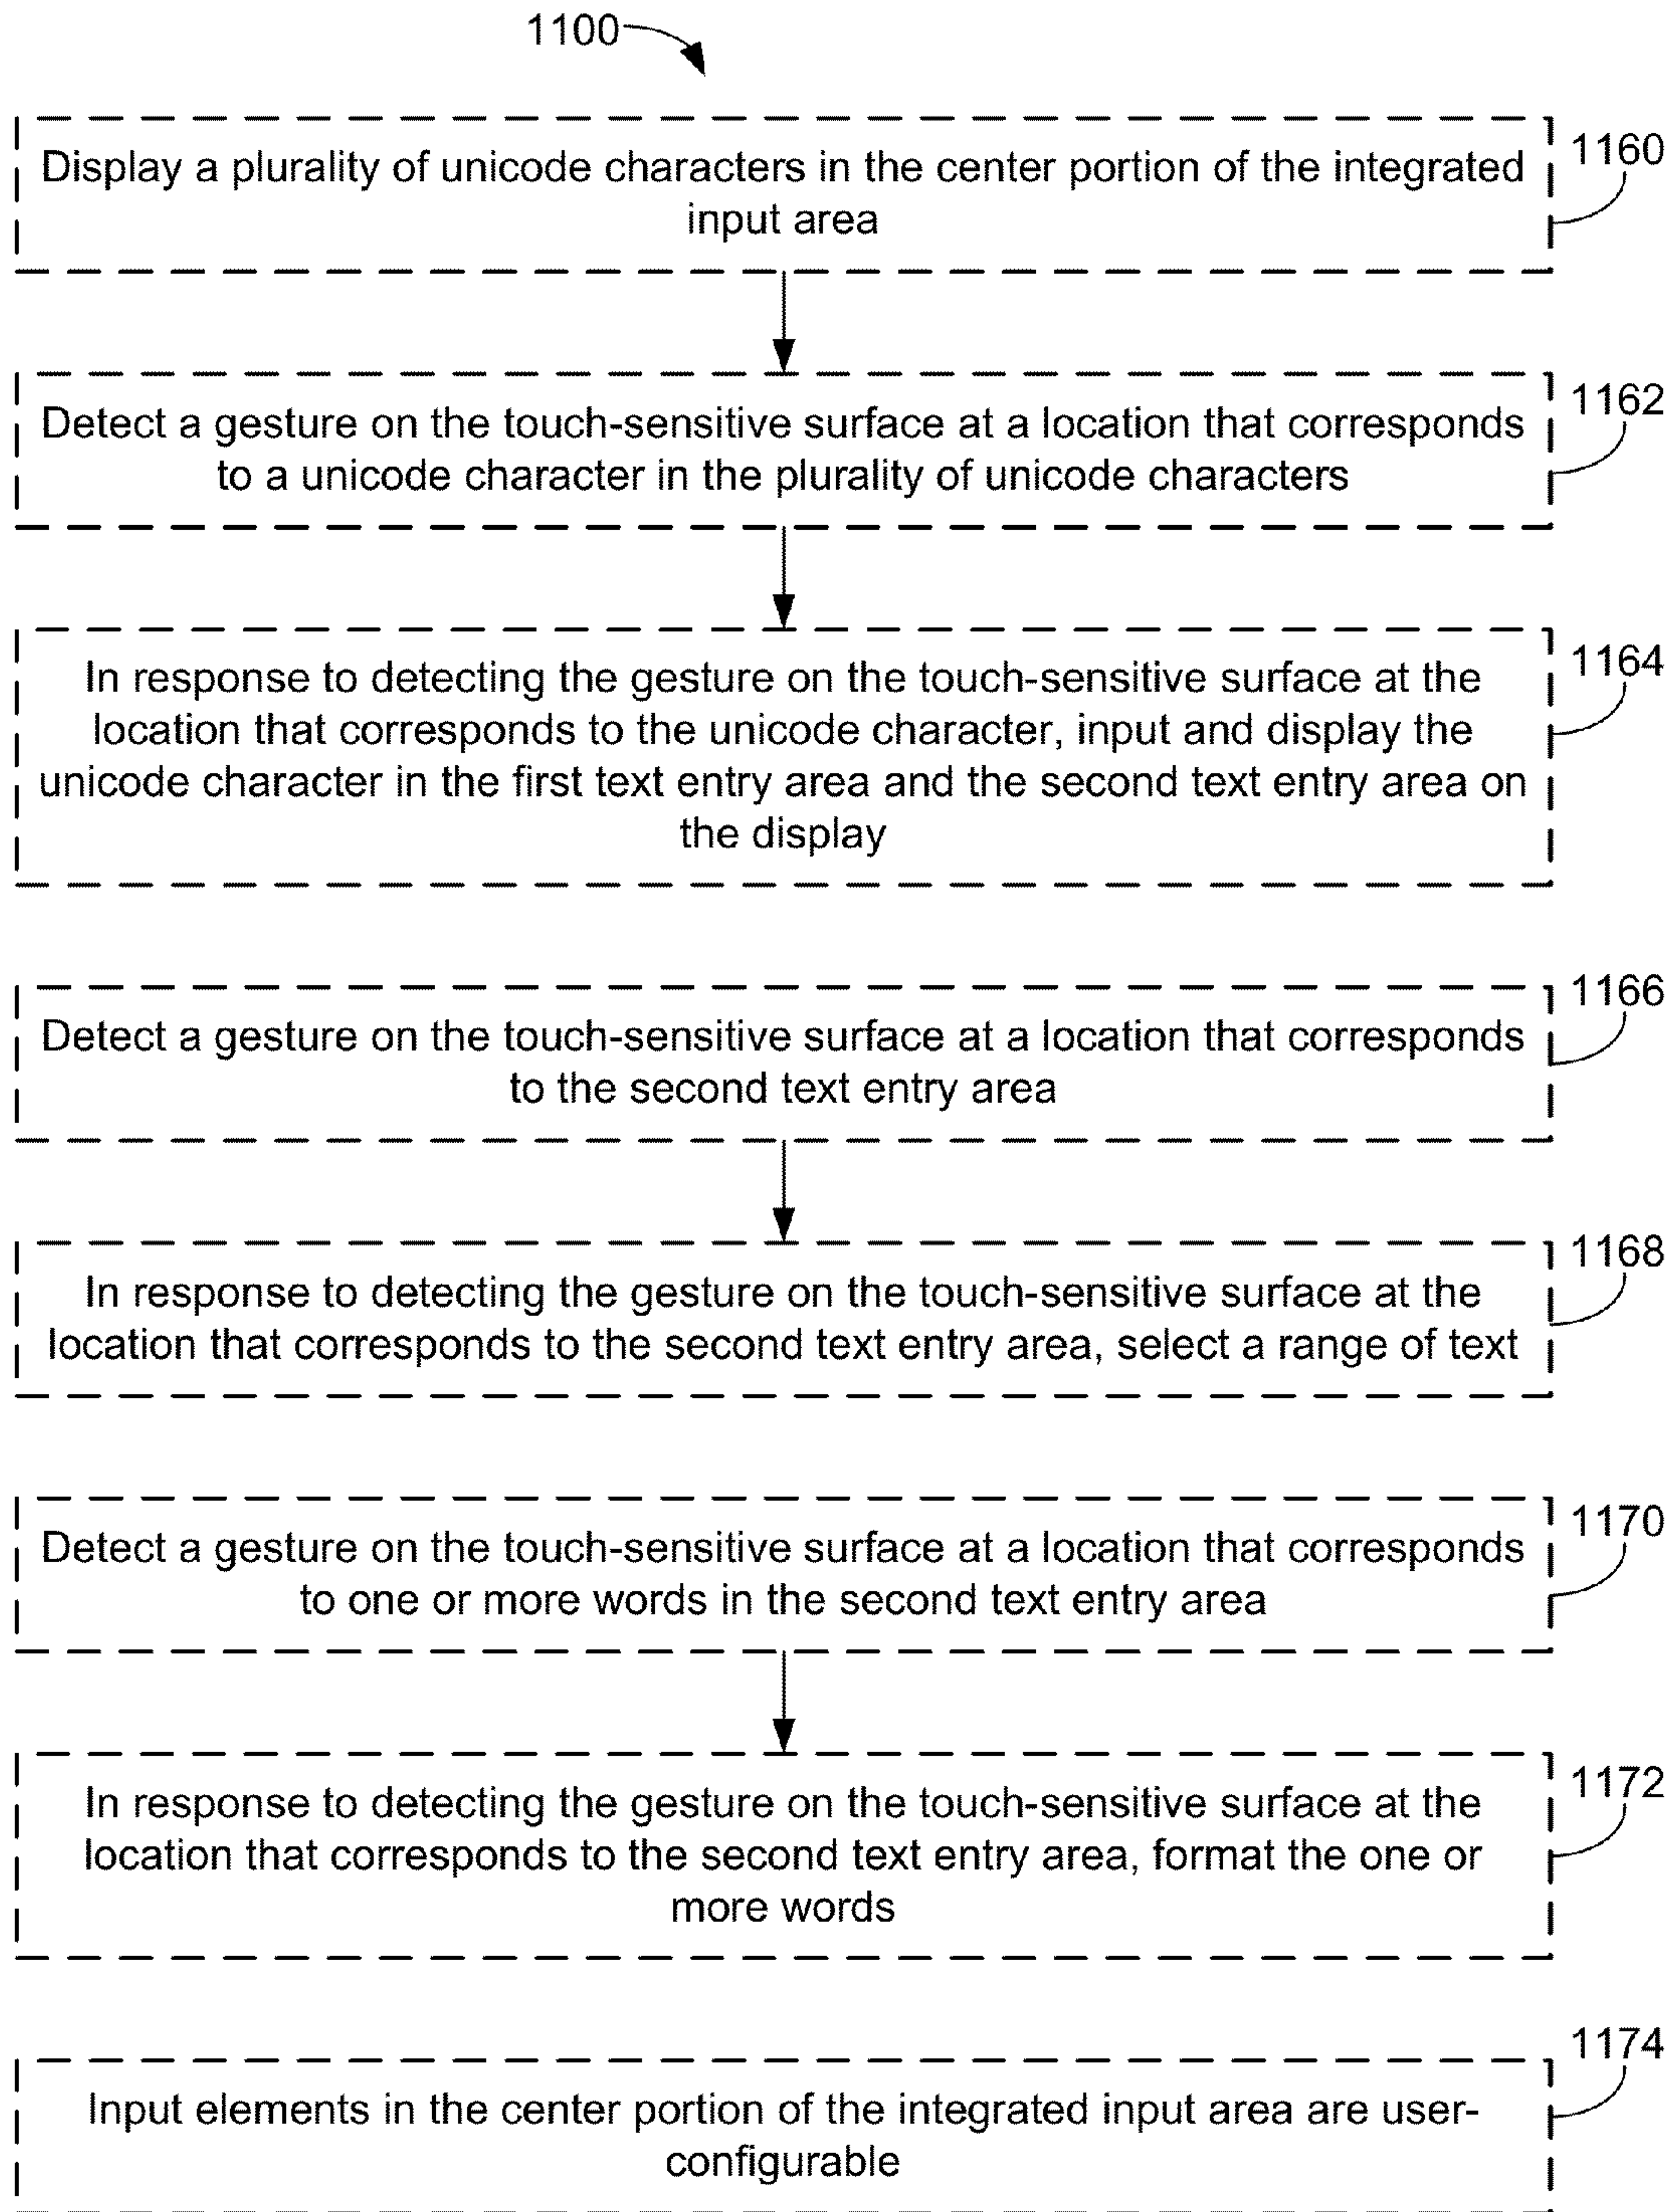 1100
Display a plurality of unicode characters in the center portion of the integrated
input area
1160
Detect a gesture on the touch-sensitive surface at a location that corresponds
to a unicode character in the plurality of unicode characters
1162
In response to detecting the gesture on the touch-sensitive surface at the
location that corresponds to the unicode character, input and display the
unicode character in the first text entry area and the second text entry area on
the display
1164
Detect a gesture on the touch-sensitive surface at a location that corresponds
to the second text entry area
1166
In response to detecting the gesture on the touch-sensitive surface at the
location that corresponds to the second text entry area, select a range of text
1168
Detect a gesture on the touch-sensitive surface at a location that corresponds
to one or more words in the second text entry area
1170
In response to detecting the gesture on the touch-sensitive surface at the
location that corresponds to the second text entry area, format the one or
more words
1172
Input elements in the center portion of the integrated input area are user-
configurable
1174